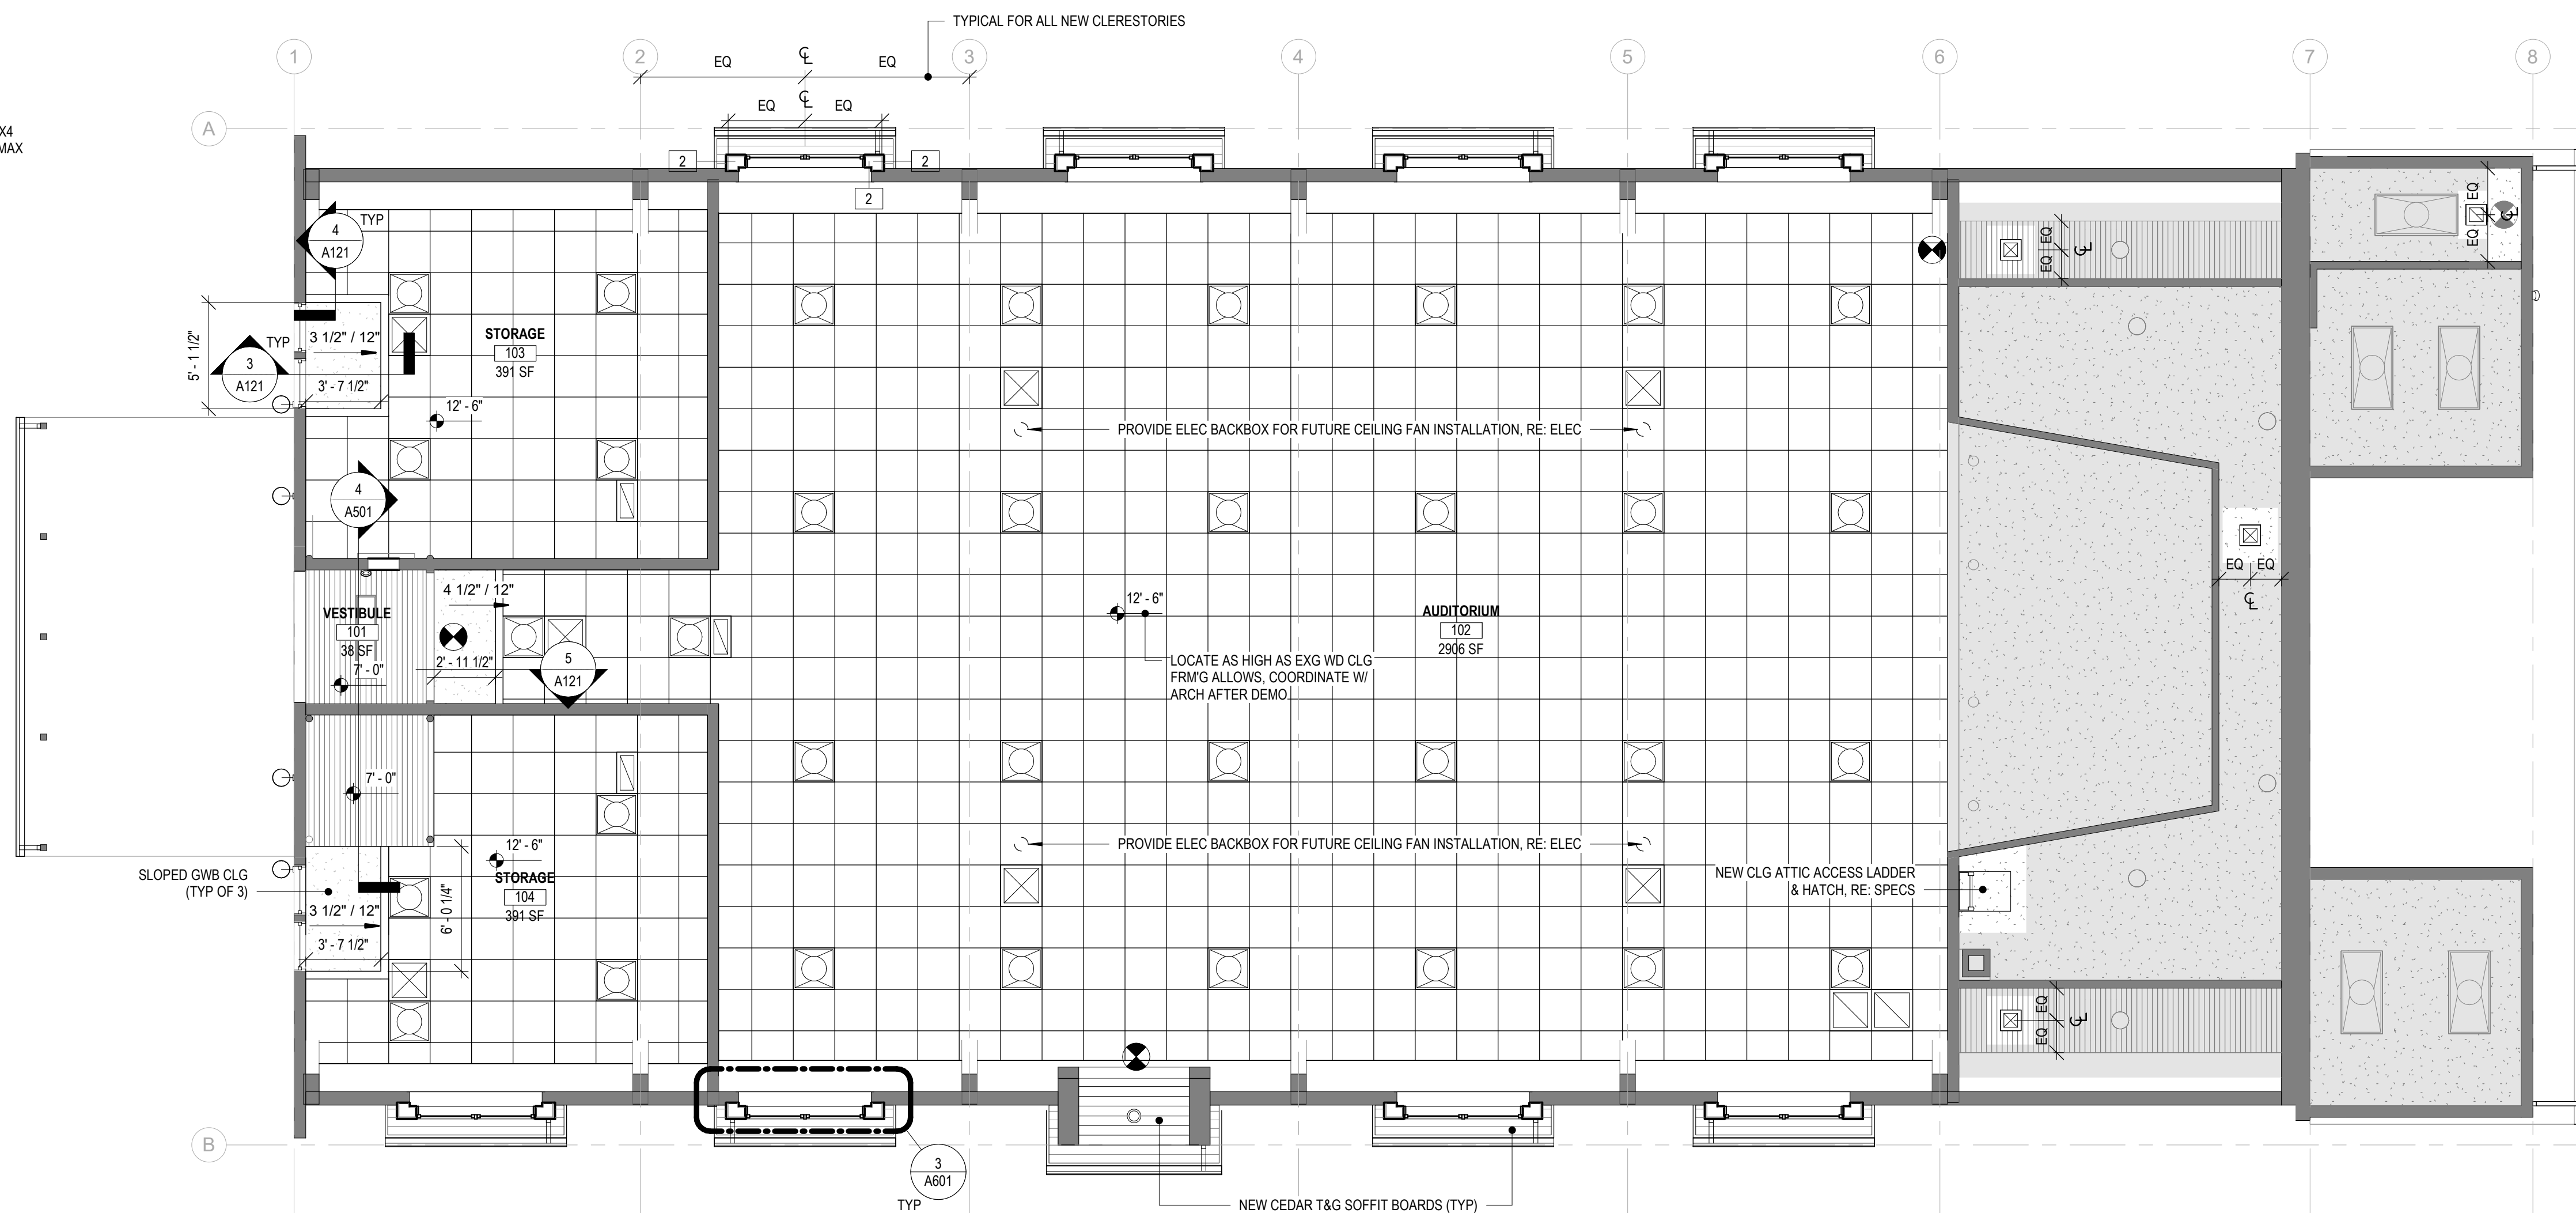 TYPICAL FOR ALL NEW CLERESTORIES
1
2
3
4
5
6
7
8
EQ
EQ
EQ
EQ
A
X4
MAX
2
2
2
4
A121
TYP
EQ
EQ
EQ
EQ
5' - 1 1/2"
3 1/2" / 12"
STORAGE
103
391 SF
TYP
3
A121
3' - 7 1/2"
12' - 6"
PROVIDE ELEC BACKBOX FOR FUTURE CEILING FAN INSTALLATION, RE: ELEC
4
A501
EQ
EQ
4 1/2" / 12"
VESTIBULE
101
38 SF
7' - 0"
2' - 11 1/2"
5
A121
12' - 6"
AUDITORIUM
102
2906 SF
LOCATE AS HIGH AS EXG WD CLG
FRM'G ALLOWS, COORDINATE W/
ARCH AFTER DEMO
7' - 0"
12' - 6"
PROVIDE ELEC BACKBOX FOR FUTURE CEILING FAN INSTALLATION, RE: ELEC
SLOPED GWB CLG
(TYP OF 3)
STORAGE
104
391 SF
3 1/2" / 12"
3' - 7 1/2"
6' - 0 1/4"
NEW CLG ATTIC ACCESS LADDER
& HATCH, RE: SPECS
EQ
EQ
B
3
A601
TYP
NEW CEDAR T&G SOFFIT BOARDS (TYP)